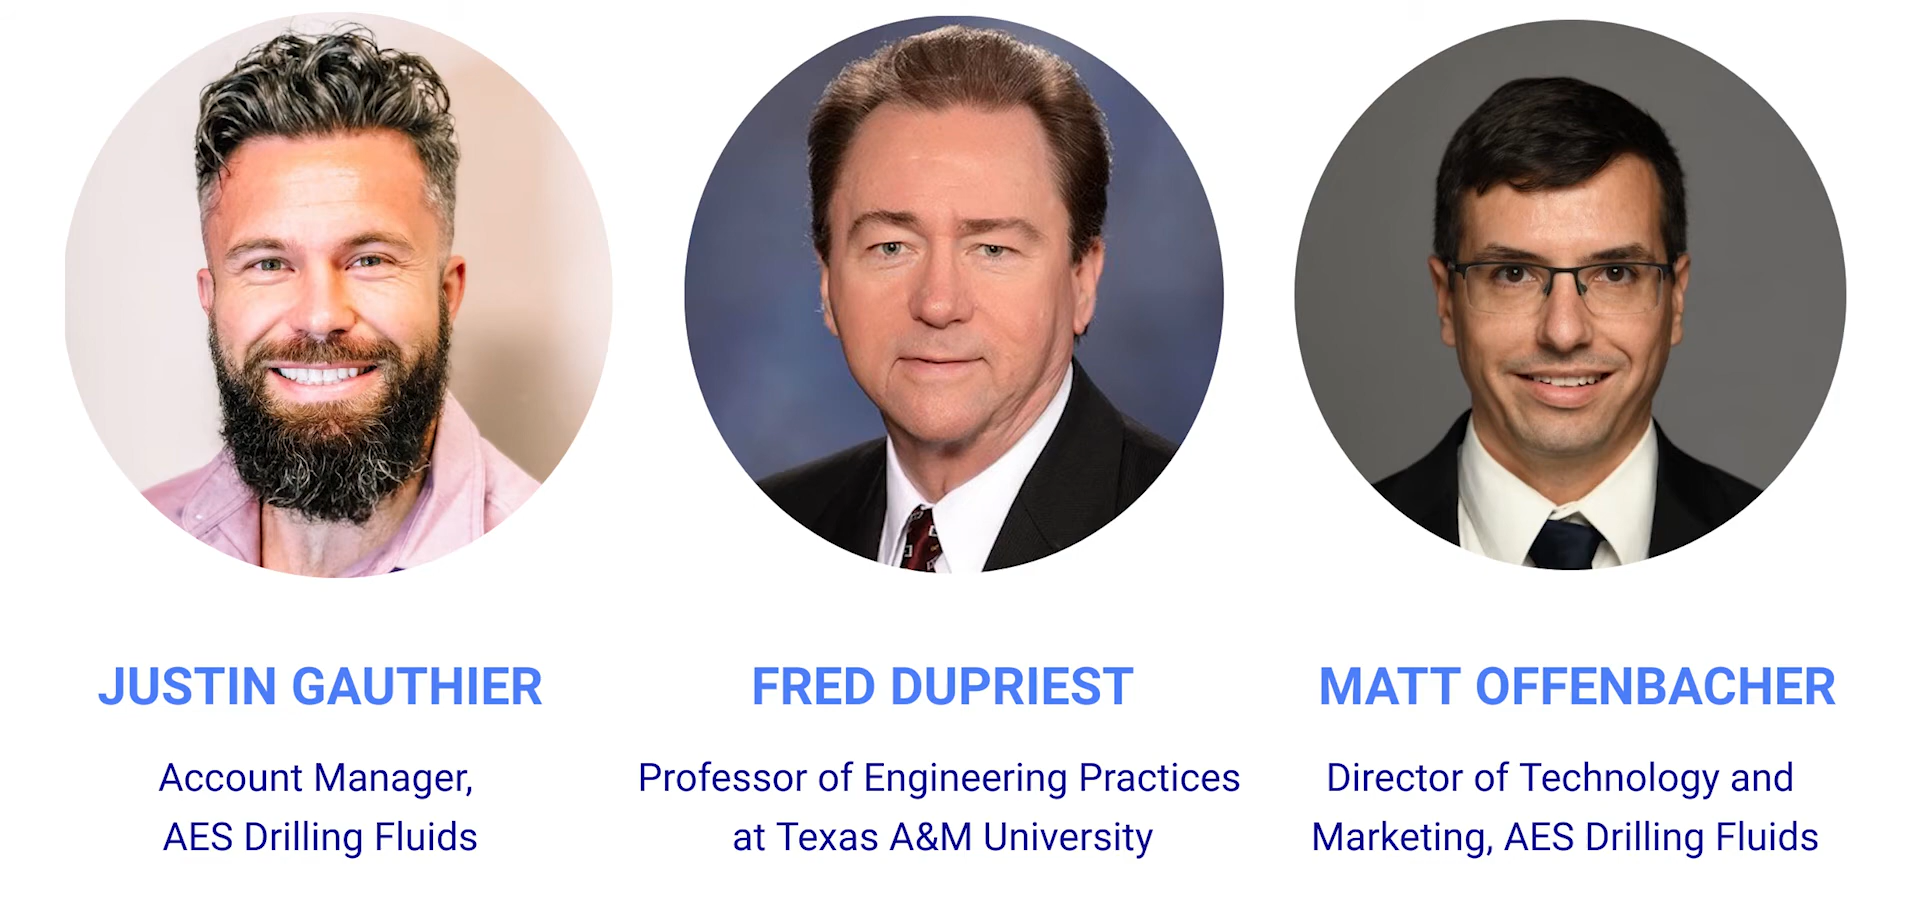 JUSTIN GAUTHIER
Account Manager,
AES Drilling Fluids
FRED DUPRIEST
Professor of Engineering Practices
at Texas A&M University
MATT OFFENBACHER
Director of Technology and
Marketing, AES Drilling Fluids